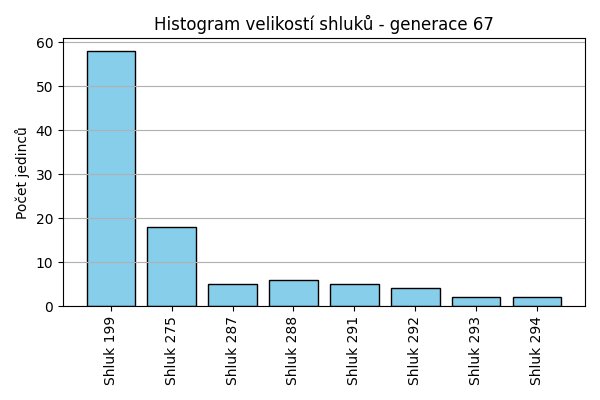 Histogram velikostí shluků - generace 67
Počet jedinců
60
50
40
30
20
10
0
Shluk 199
Shluk 275
Shluk 287
Shluk 288
Shluk 291
Shluk 292
Shluk 293
Shluk 294